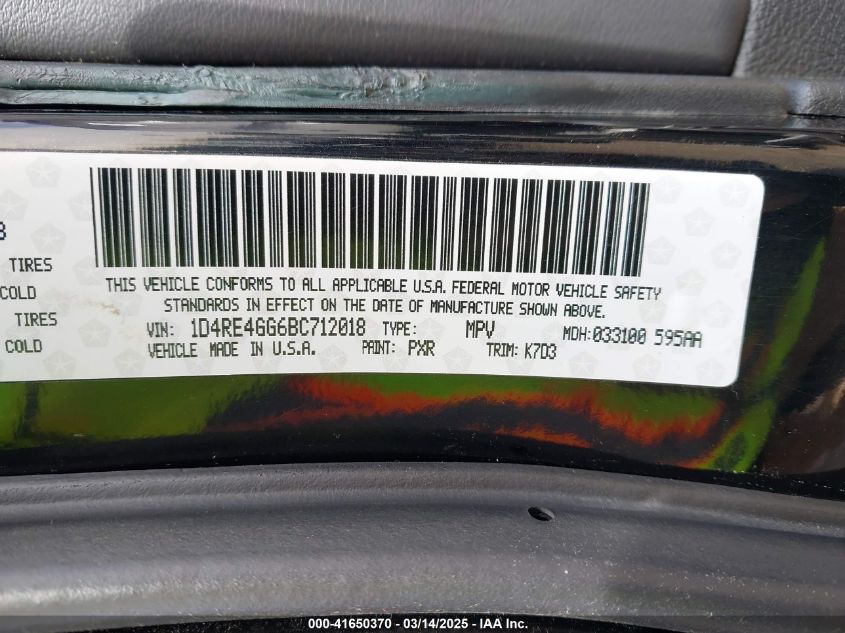 8
TIRES
COLD
TIRES
COLD
THIS VEHICLE CONFORMS TO ALL APPLICABLE U.S.A. FEDERAL MOTOR VEHICLE SAFETY
STANDARDS IN EFFECT ON THE DATE OF MANUFACTURE SHOWN ABOVE.
VIN: 1D4RE4GG6BC712018 TYPE: MPV MDH:033100 595AA
VEHICLE MADE IN U.S.A. PAINT: PXR TRIM: K7D3
000-41650370 - 03/14/2025 - IAA Inc.